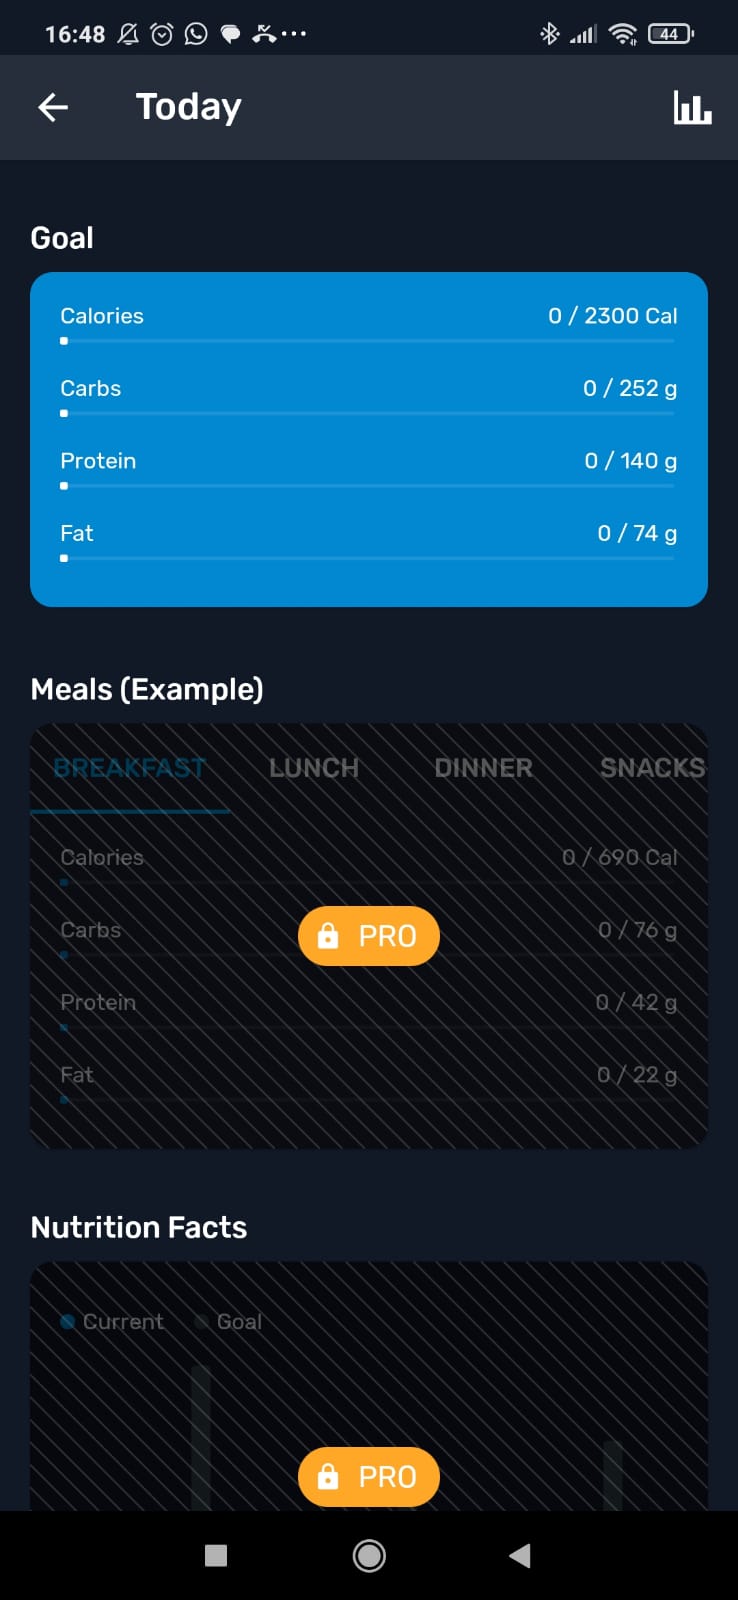 16:48 44
Today
Goal
Calories 0 / 2300 Cal
Carbs 0 / 252 g
Protein 0 / 140 g
Fat 0 / 74 g
Meals (Example)
BREAKFAST LUNCH DINNER SNACKS
Calories 0 / 690 Cal
Carbs PRO 0 / 76 g
Protein 0 / 42 g
Fat 0 / 22 g
Nutrition Facts
Current Goal
PRO